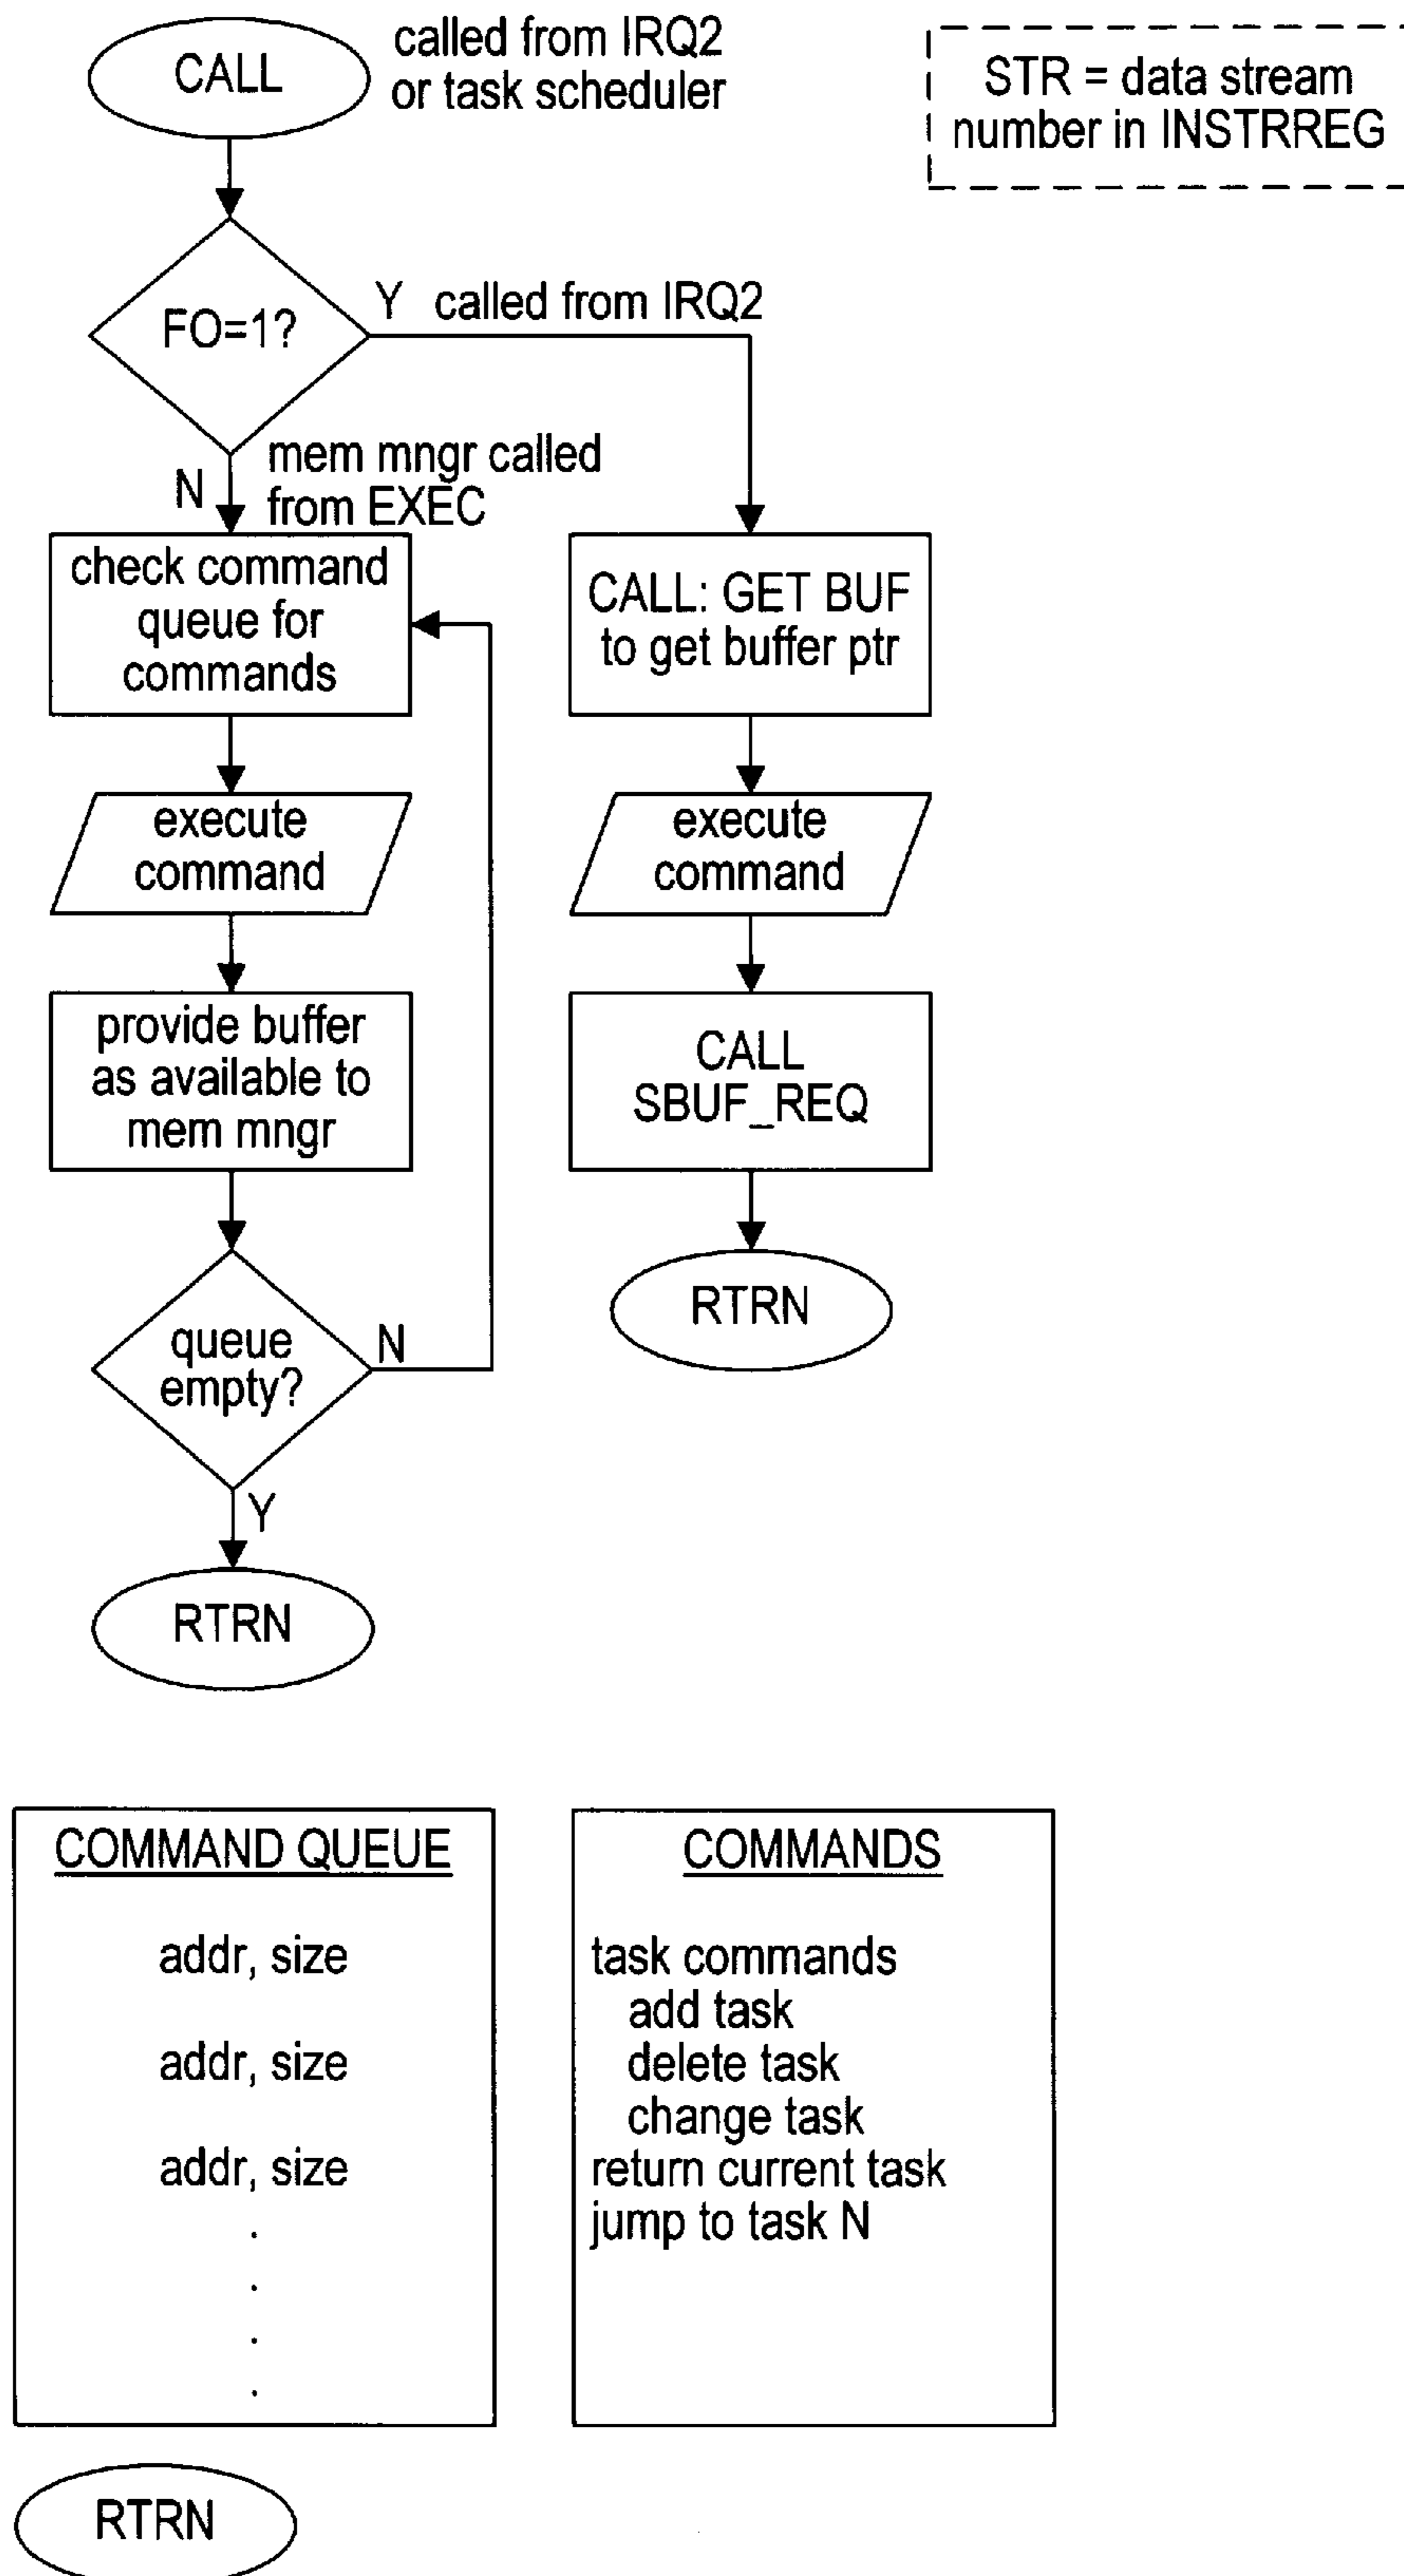 CALL
called from IRQ2
or task scheduler
STR = data stream
number in INSTRREG
FO=1?
Y called from IRQ2
N
mem mngr called
from EXEC
check command
queue for
commands
CALL: GET BUF
to get buffer ptr
execute
command
execute
command
provide buffer
as available to
mem mngr
CALL
SBUF_REQ
queue
empty?
N
RTRN
Y
RTRN
COMMAND QUEUE
addr, size
addr, size
addr, size
.
.
.
.
COMMANDS
task commands
add task
delete task
change task
return current task
jump to task N
RTRN